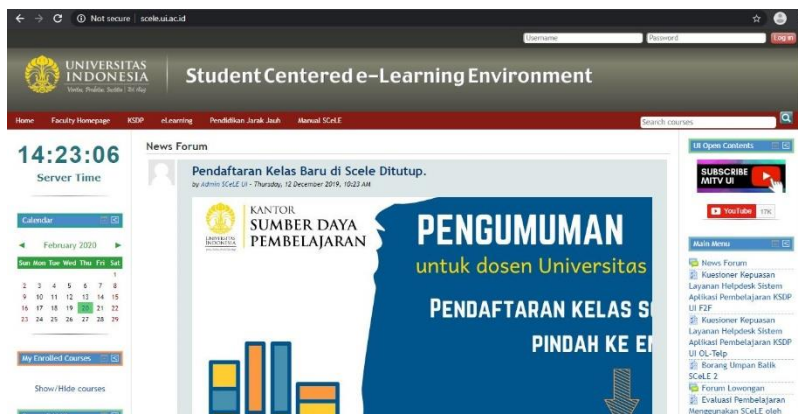 Not secure | scele.ui.ac.id
Username Password Log in
UNIVERSITAS
INDONESIA
Veritas, Probitas, Iustitia | Est. 1849
Student Centered e-Learning Environment
Home Faculty Homepage KSDP eLearning Pendidikan Jarak Jauh Manual SCeLE Search courses
14:23:06
Server Time
Calendar
◄ February 2020 ►
Sun Mon Tue Wed Thu Fri Sat
1
2 3 4 5 6 7 8
9 10 11 12 13 14 15
16 17 18 19 20 21 22
23 24 25 26 27 28 29
My Enrolled Courses
Show/Hide courses
News Forum
Pendaftaran Kelas Baru di Scele Ditutup.
by Admin SCeLE UI - Thursday, 12 December 2019, 10:23 AM
UNIVERSITAS
INDONESIA
KANTOR
SUMBER DAYA
PEMBELAJARAN
PENGUMUMAN
untuk dosen Universitas
PENDAFTARAN KELAS S
PINDAH KE E
UI Open Contents
SUBSCRIBE
MITV UI
YouTube 17K
Main Menu
News Forum
Kuesioner Kepuasan
Layanan Helpdesk Sistem
Aplikasi Pembelajaran KSDP
UI F2F
Kuesioner Kepuasan
Layanan Helpdesk Sistem
Aplikasi Pembelajaran KSDP
UI OL-Telp
Borang Umpan Balik
SCeLE 2
Forum Lowongan
Evaluasi Pembelajaran
Menggunakan SCeLE oleh